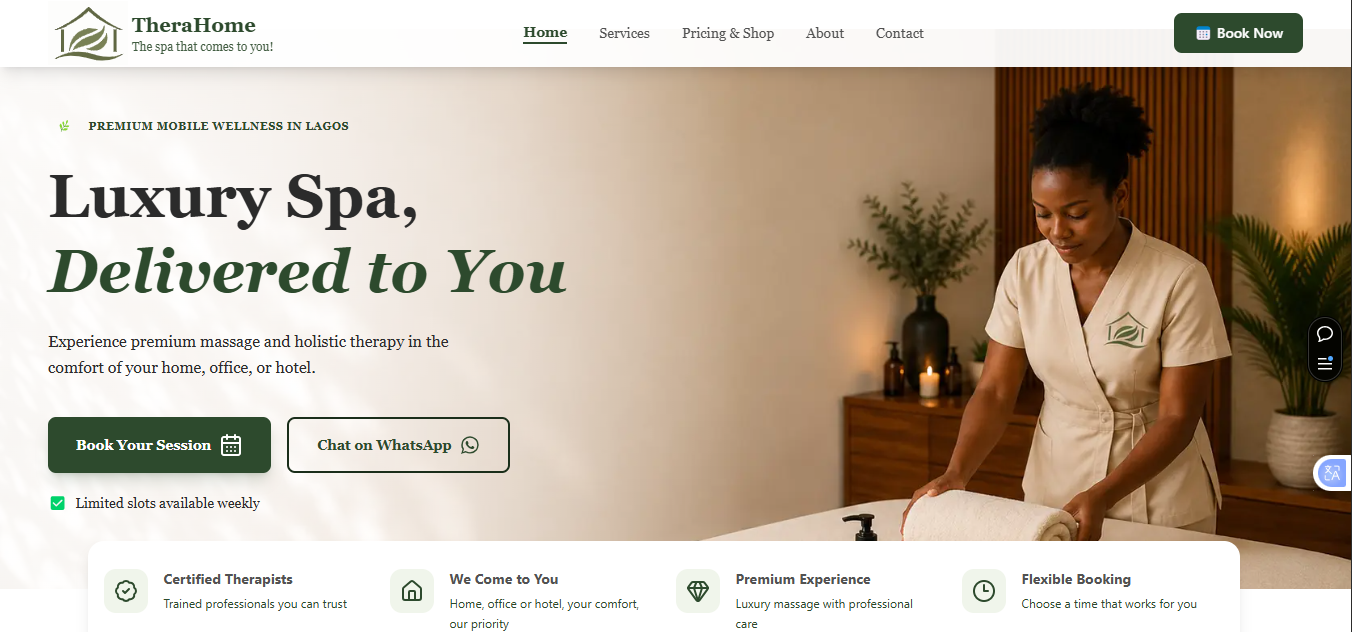 TheraHome
The spa that comes to you!
Home
Services
Pricing & Shop
About
Contact
Book Now
PREMIUM MOBILE WELLNESS IN LAGOS
Luxury Spa,
Delivered to You
Experience premium massage and holistic therapy in the
comfort of your home, office, or hotel.
Book Your Session
Chat on WhatsApp
Limited slots available weekly
Certified Therapists
Trained professionals you can trust
We Come to You
Home, office or hotel, your comfort,
our priority
Premium Experience
Luxury massage with professional
care
Flexible Booking
Choose a time that works for you